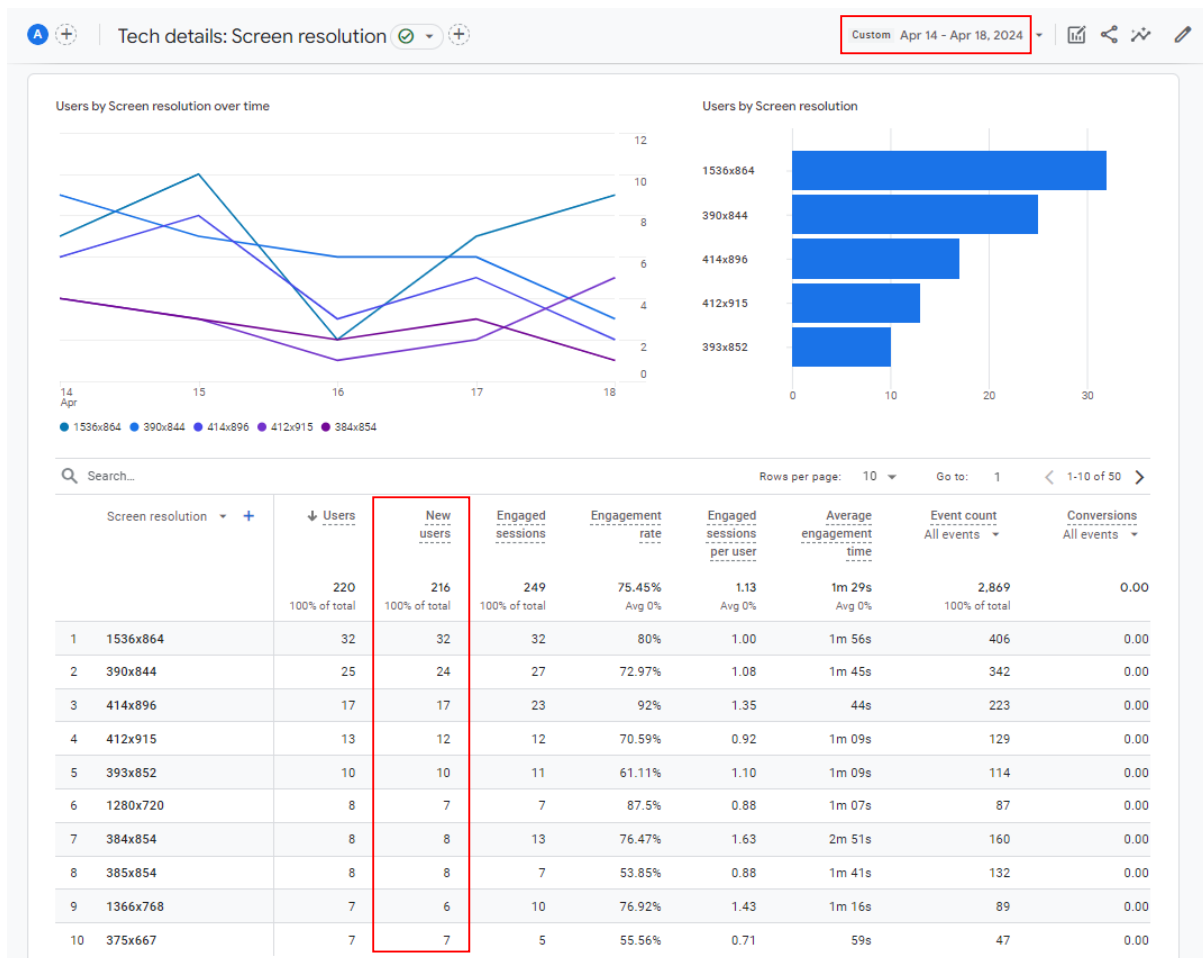 A
Tech details: Screen resolution
Custom Apr 14 - Apr 18, 2024
Users by Screen resolution over time
12
10
8
6
4
2
0
14 15 16 17 18
Apr
1536x864 390x844 414x896 412x915 384x854
Users by Screen resolution
1536x864
390x844
414x896
412x915
393x852
0 10 20 30
Search...
Rows per page: 10 Go to: 1 1-10 of 50
Screen resolution Users New users Engaged sessions Engagement rate Engaged sessions per user Average engagement time Event count All events Conversions All events
220 216 249 75.45% 1.13 1m 29s 2,869 0.00
100% of total 100% of total 100% of total Avg 0% Avg 0% Avg 0% 100% of total
1 1536x864 32 32 32 80% 1.00 1m 56s 406 0.00
2 390x844 25 24 27 72.97% 1.08 1m 45s 342 0.00
3 414x896 17 17 23 92% 1.35 44s 223 0.00
4 412x915 13 12 12 70.59% 0.92 1m 09s 129 0.00
5 393x852 10 10 11 61.11% 1.10 1m 09s 114 0.00
6 1280x720 8 7 7 87.5% 0.88 1m 07s 87 0.00
7 384x854 8 8 13 76.47% 1.63 2m 51s 160 0.00
8 385x854 8 8 7 53.85% 0.88 1m 41s 132 0.00
9 1366x768 7 6 10 76.92% 1.43 1m 16s 89 0.00
10 375x667 7 7 5 55.56% 0.71 59s 47 0.00